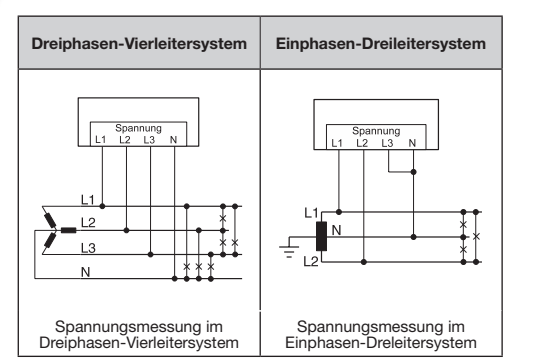 Dreiphasen-Vierleitersystem
Einphasen-Dreileitersystem
Spannung
L1 L2 L3 N
L1
L2
L3
N
Spannungsmessung im
Dreiphasen-Vierleitersystem
Spannung
L1 L2 L3 N
L1
N
L2
Spannungsmessung im
Einphasen-Dreleitersystem